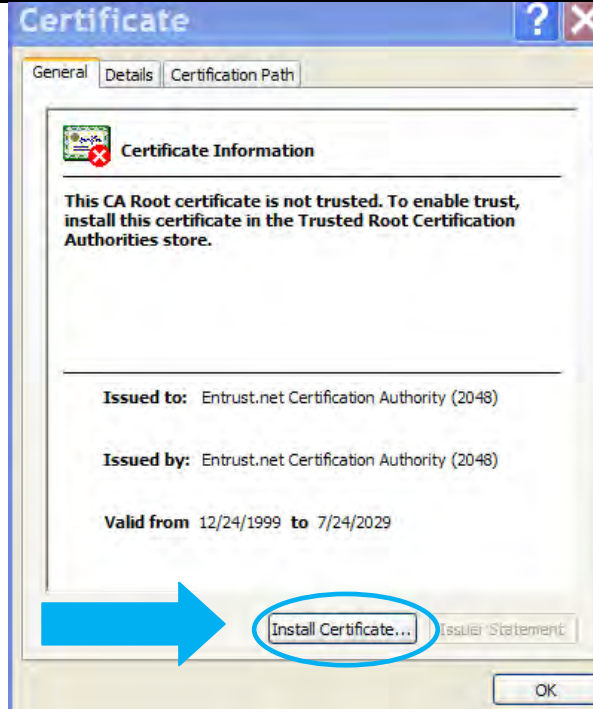 Certificate
General Details Certification Path
Certificate Information
This CA Root certificate is not trusted. To enable trust,
install this certificate in the Trusted Root Certification
Authorities store.
Issued to: Entrust.net Certification Authority (2048)
Issued by: Entrust.net Certification Authority (2048)
Valid from 12/24/1999 to 7/24/2029
Install Certificate... Issuer Statement
OK